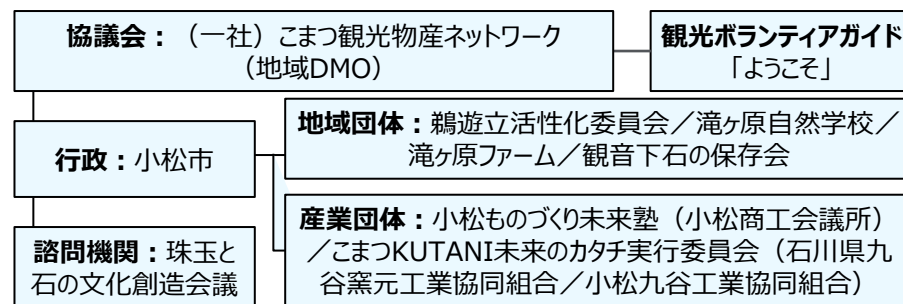 協議会：（一社）こまつ観光物産ネットワーク
（地域DMO）
観光ボランティアガイド
「ようこそ」
行政：小松市
地域団体：鵜遊立活性化委員会／滝ヶ原自然学校／
滝ヶ原ファーム／観音下石の保存会
産業団体：小松ものづくり未来塾（小松商工会議所）
／こまつKUTANI未来のカタチ実行委員会（石川県九
谷窯元工業協同組合／小松九谷工業協同組合）
諮問機関：珠玉と
石の文化創造会議